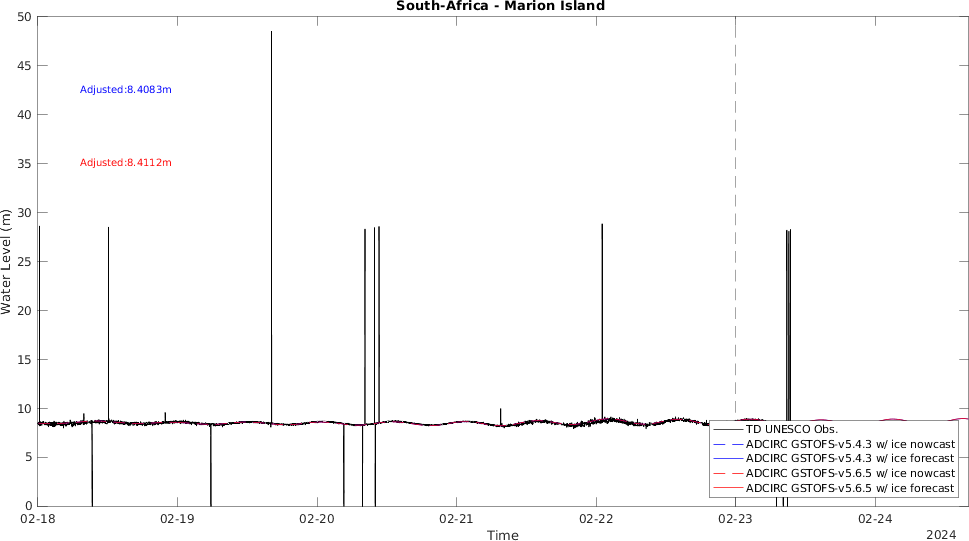 South-Africa - Marion Island
50
45
40
35
30
25
20
15
10
5
0
Water Level (m)
Adjusted:8.4083m
Adjusted:8.4112m
TD UNESCO Obs.
ADCIRC GSTOFS-v5.4.3 w/ ice nowcast
ADCIRC GSTOFS-v5.4.3 w/ ice forecast
ADCIRC GSTOFS-v5.6.5 w/ ice nowcast
ADCIRC GSTOFS-v5.6.5 w/ ice forecast
02-18 02-19 02-20 02-21 02-22 02-23 02-24
Time
2024